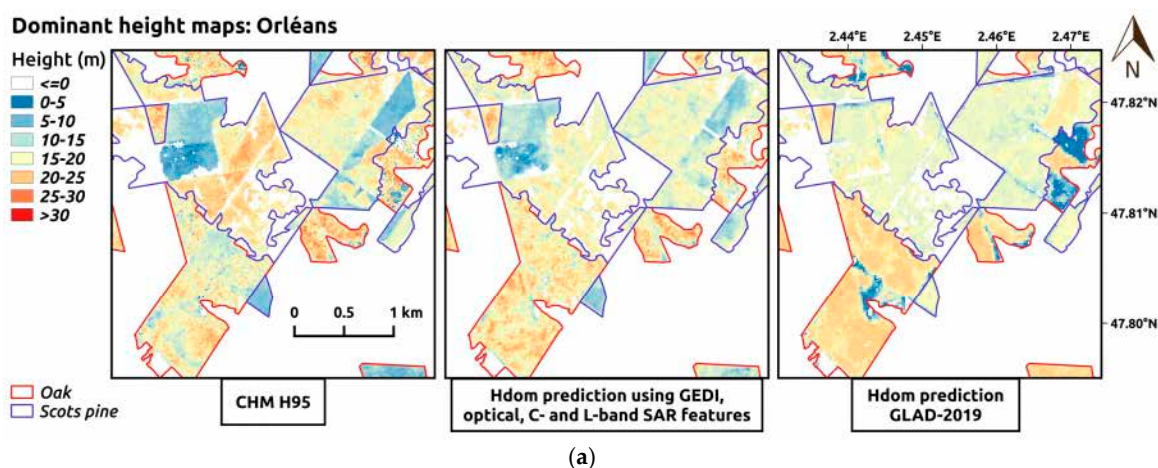 Dominant height maps: Orléans
Height (m)
<=0
0-5
5-10
10-15
15-20
20-25
25-30
>30
Oak
Scots pine
0 0.5 1 km
2.44°E 2.45°E 2.46°E 2.47°E
N
47.82°N
47.81°N
47.80°N
CHM H95
Hdom prediction using GEDI,
optical, C- and L-band SAR features
Hdom prediction
GLAD-2019
(a)